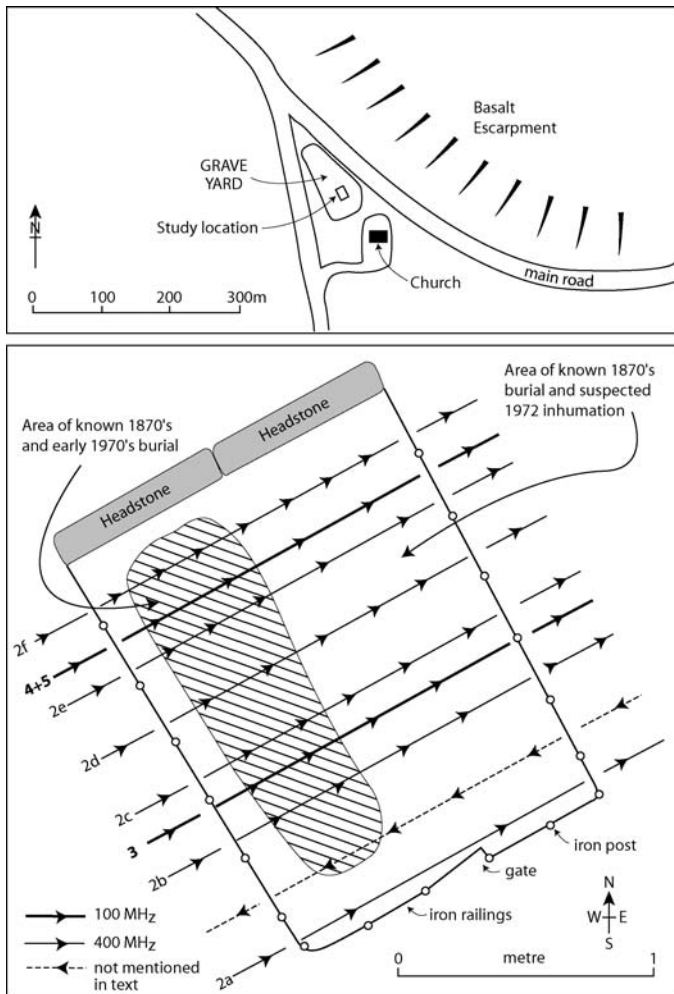 Basalt
Escarpment
GRAVE
YARD
Study location
N
Church
main road
0 100 200 300m
Area of known 1870's
burial and suspected
1972 inhumation
Area of known 1870's
and early 1970's burial
Headstone
Headstone
2f
4+5
2e
2d
2c
3
2b
2a
iron post
gate
iron railings
100 MHz
400 MHz
not mentioned
in text
N
W E
S
0 metre 1